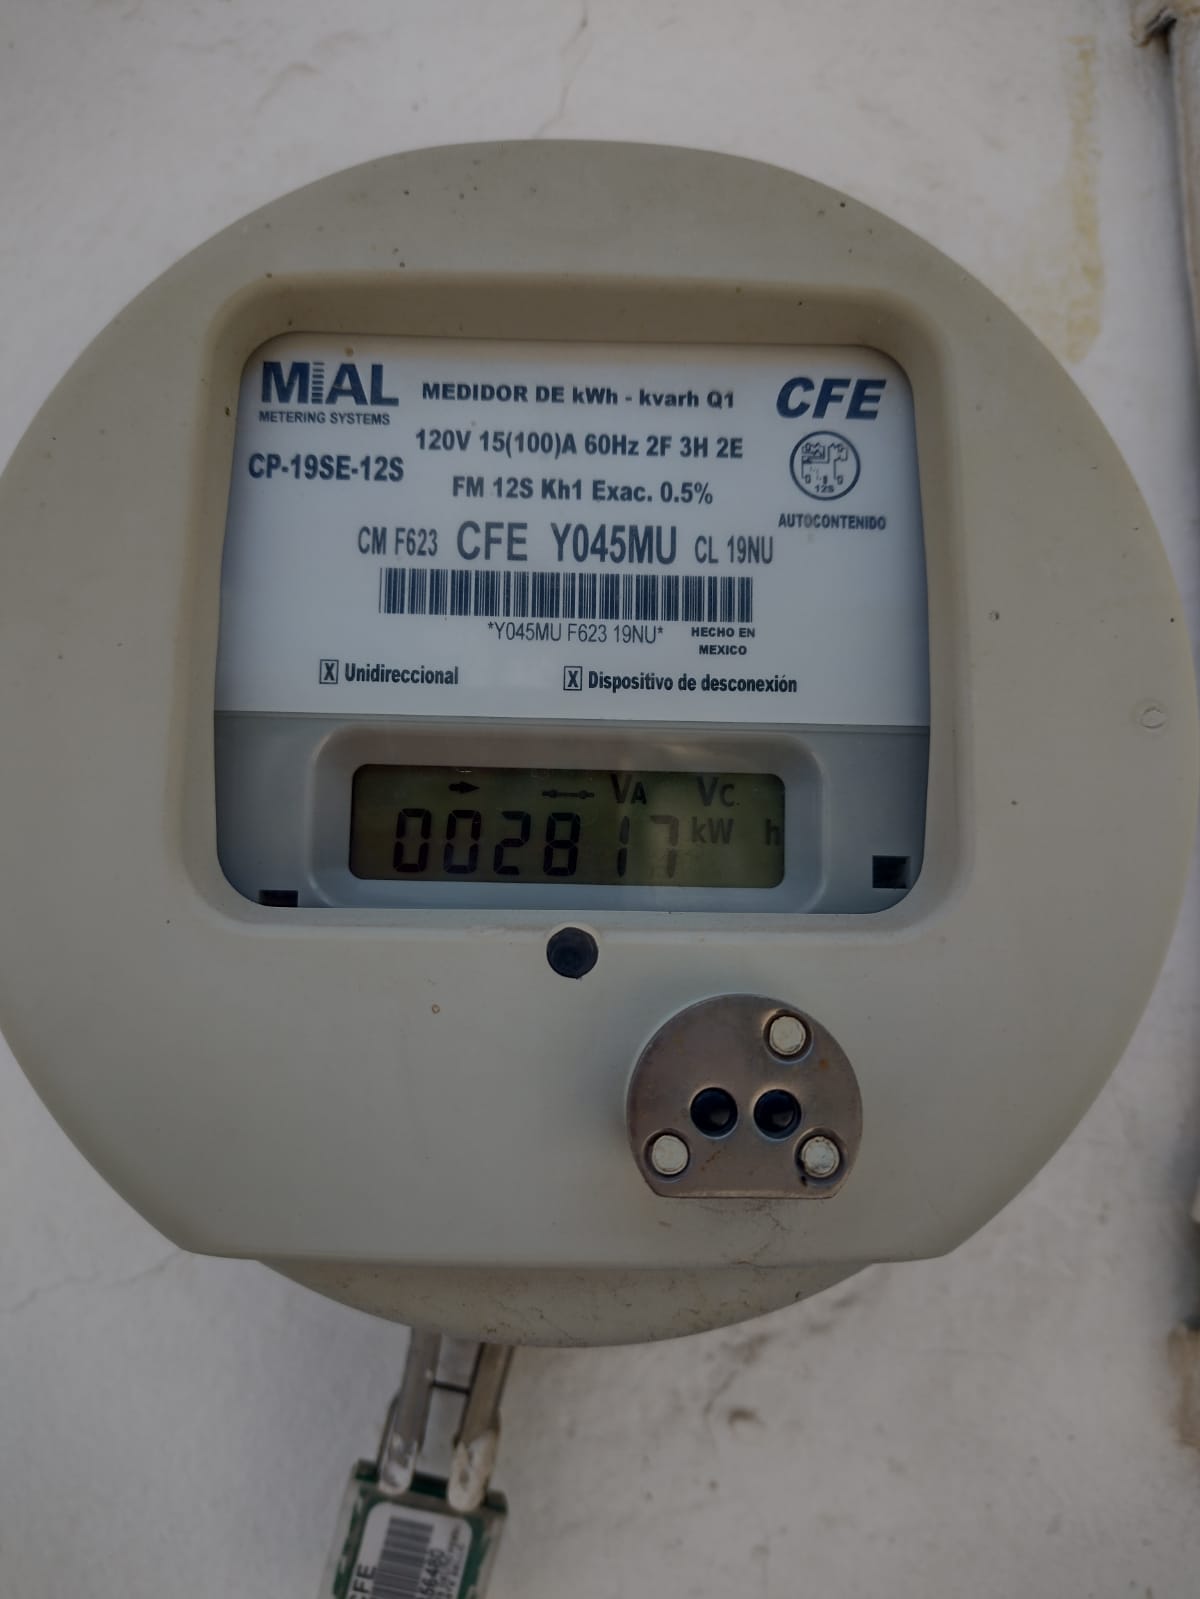 MIAL
METERING SYSTEMS
MEDIDOR DE kWh - kvarh Q1
CFE
120V 15(100)A 60Hz 2F 3H 2E
CP-19SE-12S
FM 12S Kh1 Exac. 0.5%
12S
AUTOCONTENIDO
CM F623 CFE Y045MU CL 19NU
*Y045MU F623 19NU*
HECHO EN
MEXICO
X Unidireccional
X Dispositivo de desconexión
VA VC
002817 kW h
CFE